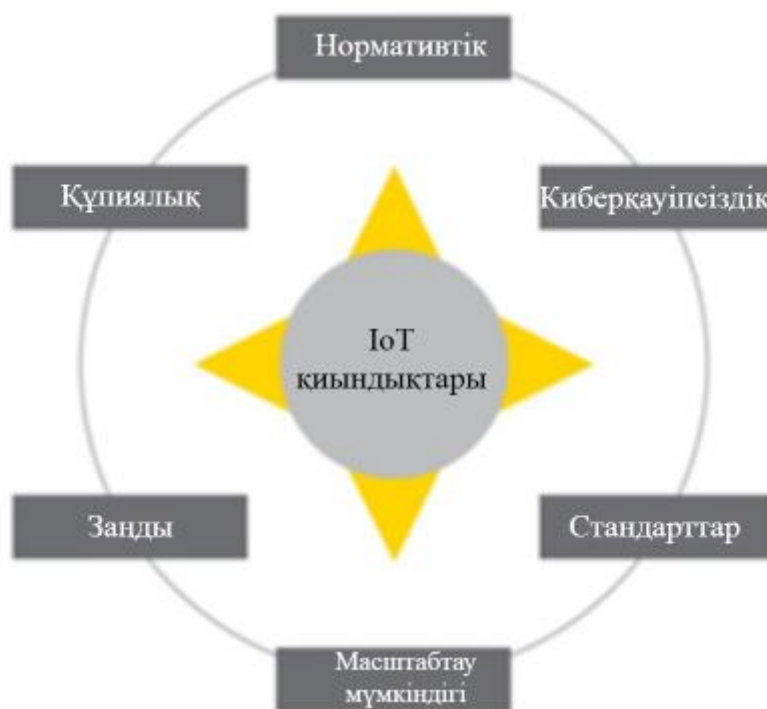 Нормативтік
Құпиялық
Киберқауіпсіздік
IoT
қиындықтары
Заңды
Стандарттар
Масштабтау
мүмкіндігі